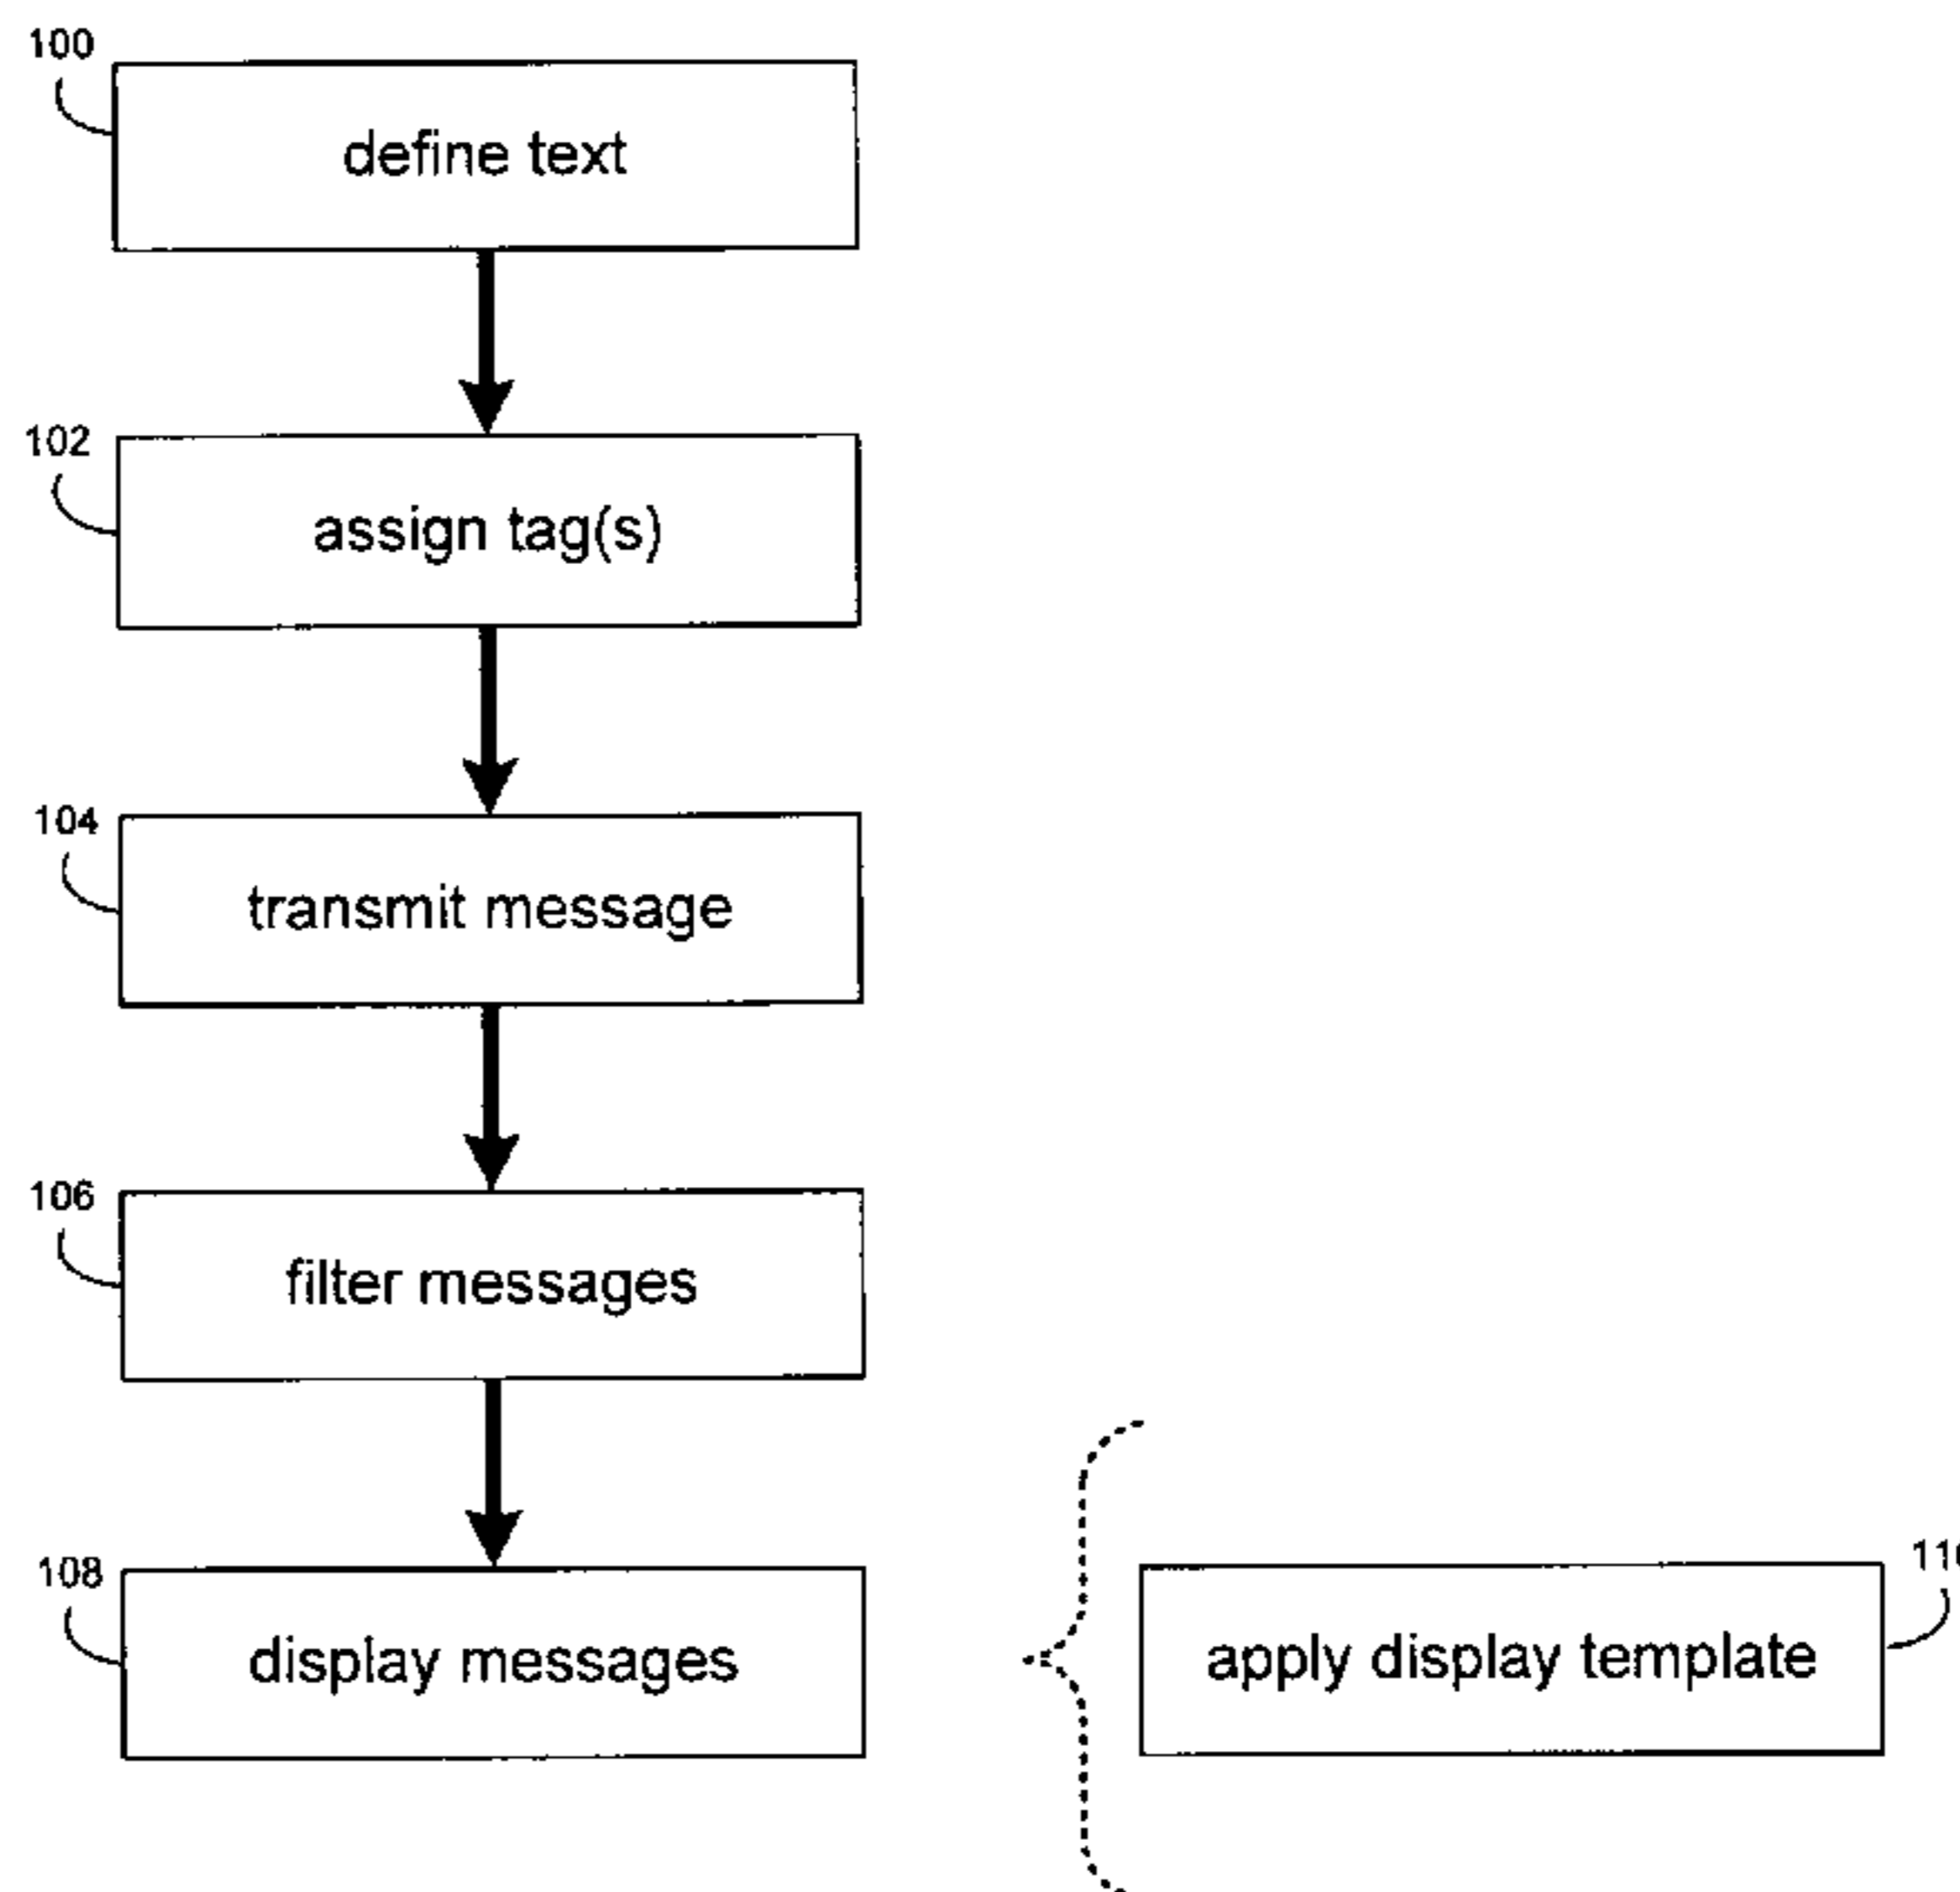 100
define text
102
assign tag(s)
104
transmit message
106
filter messages
108
display messages
apply display template